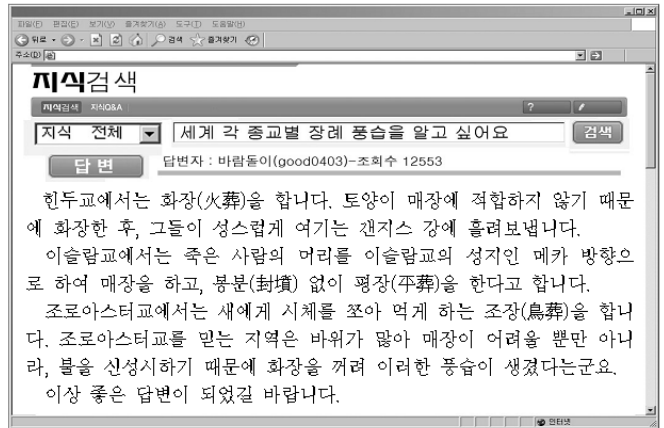 파일(F) 편집(E) 보기(V) 즐겨찾기(A) 도구(T) 도움말(H)
뒤로 검색 즐겨찾기
주소(D)
지식검색
지식검색 지식Q&A ?
지식 전체 세계 각 종교별 장례 풍습을 알고 싶어요 검색
답변 답변자 : 바람돌이(good0403)-조회수 12553
힌두교에서는 화장(火葬)을 합니다. 토양이 매장에 적합하지 않기 때문
에 화장한 후, 그들이 성스럽게 여기는 갠지스 강에 흘려보냅니다.
이슬람교에서는 죽은 사람의 머리를 이슬람교의 성지인 메카 방향으
로 하여 매장을 하고, 봉분(封墳) 없이 평장(平葬)을 한다고 합니다.
조로아스터교에서는 새에게 시체를 쪼아 먹게 하는 조장(鳥葬)을 합니
다. 조로아스터교를 믿는 지역은 바위가 많아 매장이 어려울 뿐만 아니
라, 불을 신성시하기 때문에 화장을 꺼려 이러한 풍습이 생겼다는군요.
이상 좋은 답변이 되었길 바랍니다.
인터넷